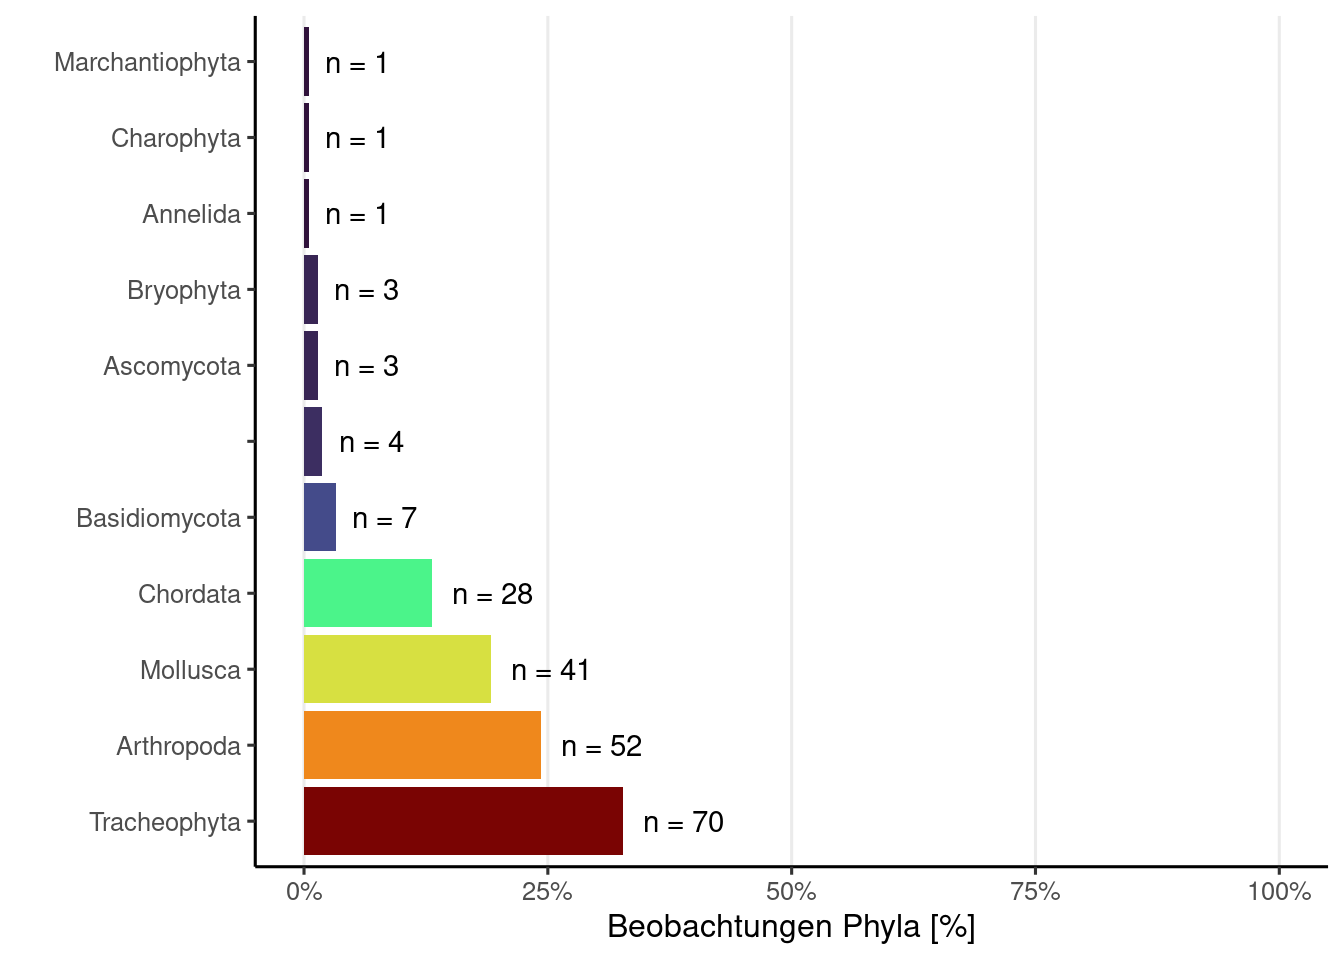 Marchantiophyta n = 1
Charophyta n = 1
Annelida n = 1
Bryophyta n = 3
Ascomycota n = 3
n = 4
Basidiomycota n = 7
Chordata n = 28
Mollusca n = 41
Arthropoda n = 52
Tracheophyta n = 70
0% 25% 50% 75% 100%
Beobachtungen Phyla [%]